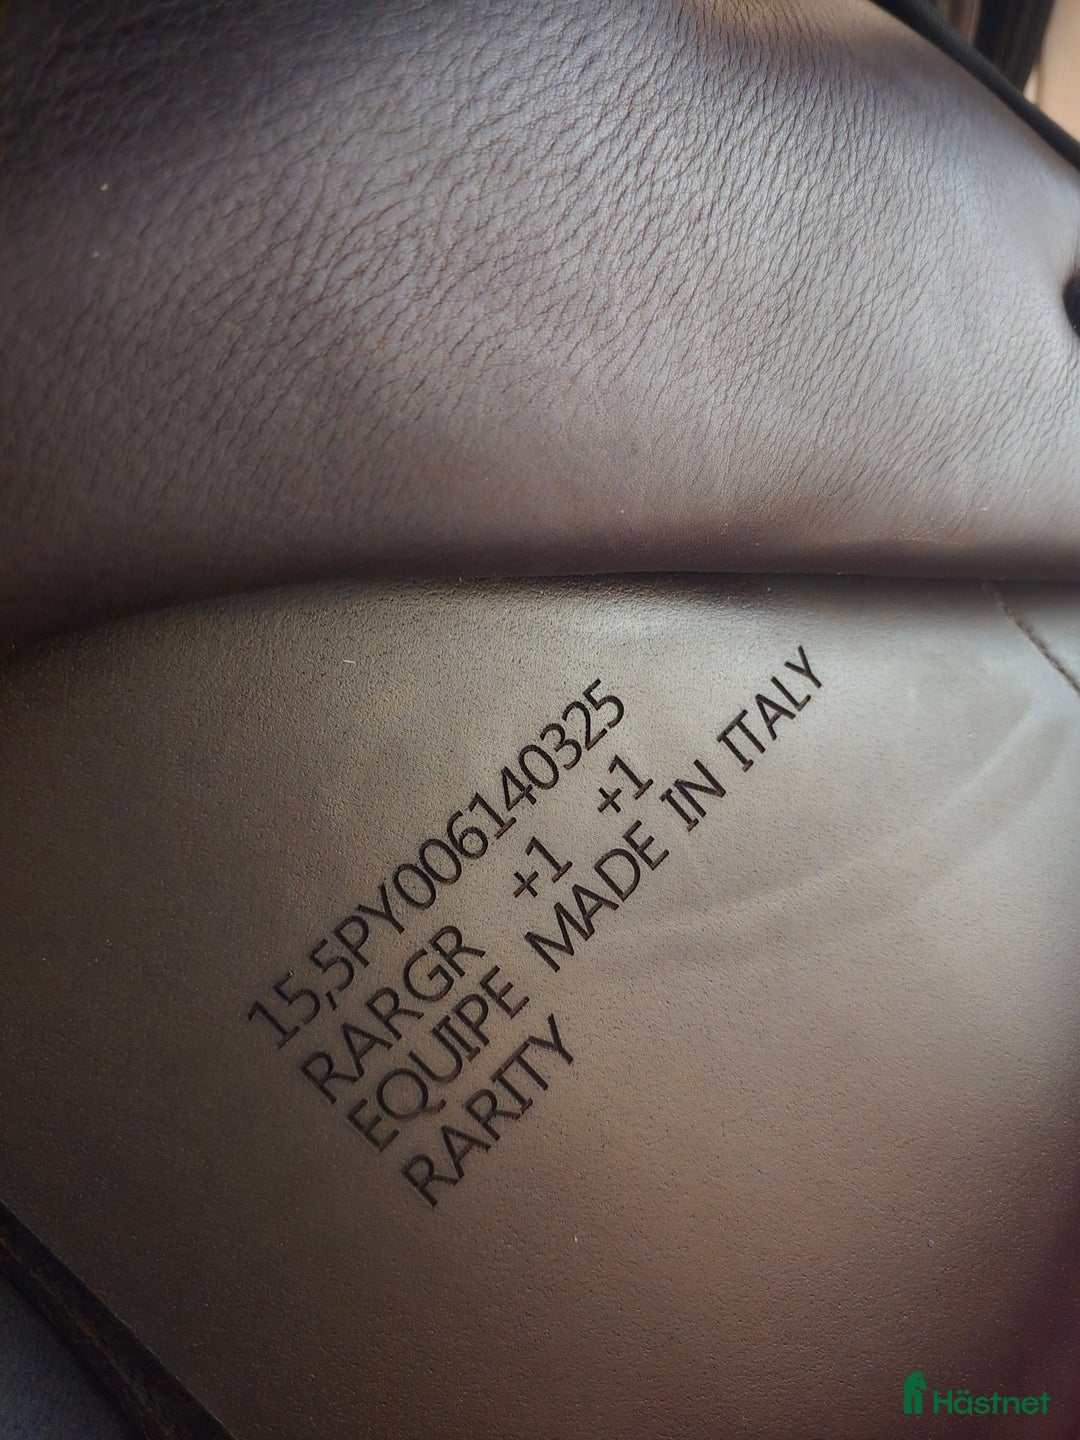 15,5PY006140325
RARGR +1 +1
EQUIPE MADE IN ITALY
RARITY
Hästnet